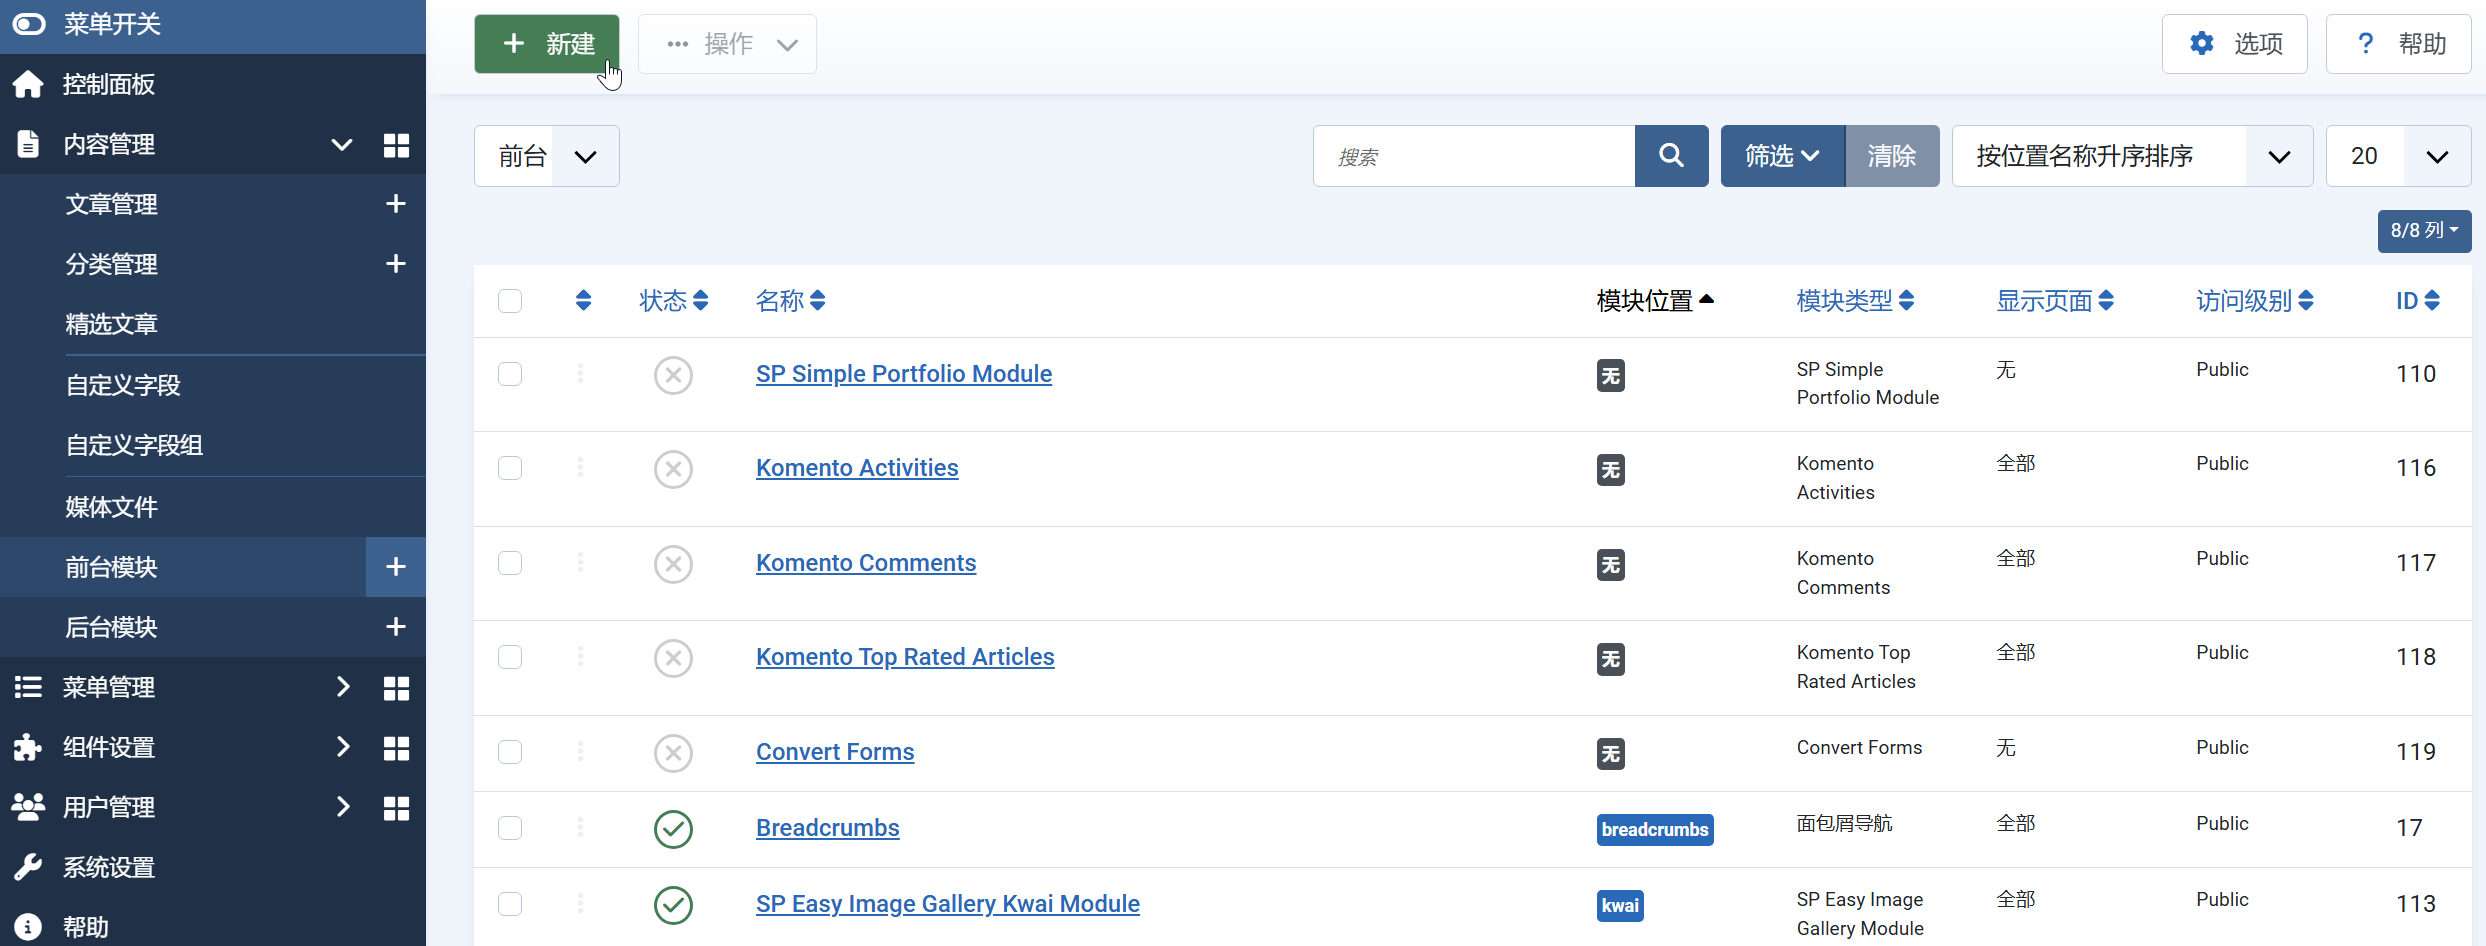 菜单开关
控制面板
内容管理
文章管理
分类管理
精选文章
自定义字段
自定义字段组
媒体文件
前台模块
后台模块
菜单管理
组件设置
用户管理
系统设置
帮助
新建 操作 选项 ? 帮助
前台 搜索 筛选 清除 按位置名称升序排序 20
8/8 列
状态 名称 模块位置 模块类型 显示页面 访问级别 ID
SP Simple Portfolio Module 无 SP Simple Portfolio Module 无 Public 110
Komento Activities 无 Komento Activities 全部 Public 116
Komento Comments 无 Komento Comments 全部 Public 117
Komento Top Rated Articles 无 Komento Top Rated Articles 全部 Public 118
Convert Forms 无 Convert Forms 无 Public 119
Breadcrumbs breadcrumbs 面包屑导航 全部 Public 17
SP Easy Image Gallery Kwai Module kwai SP Easy Image Gallery Module 全部 Public 113